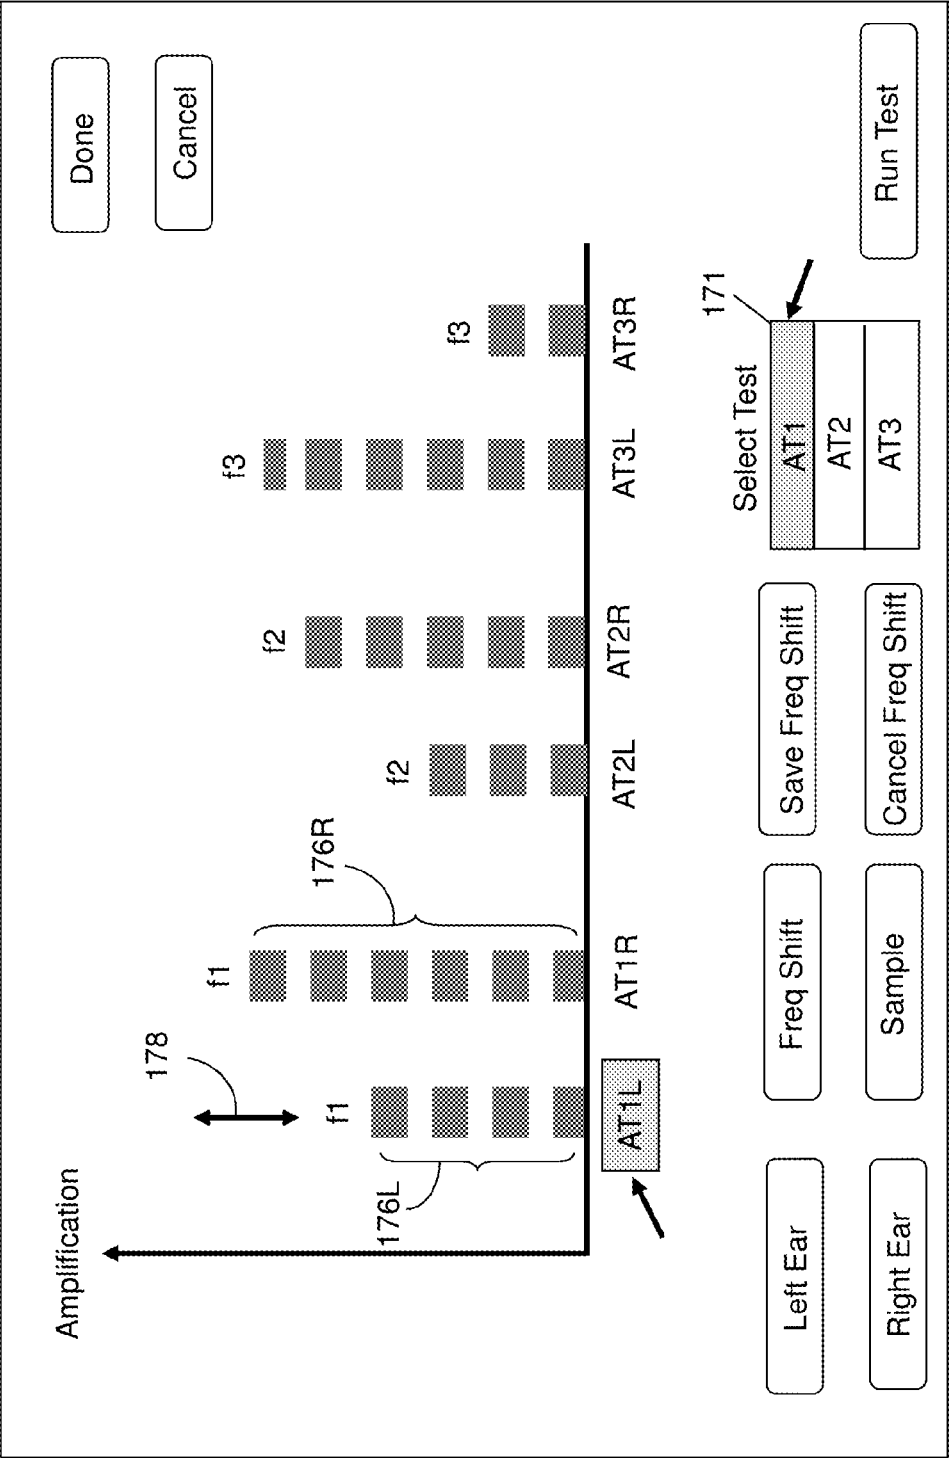 Amplification
Done
Cancel
178
f1
f1
f2
f2
f3
f3
176L
176R
AT1L
AT1R
AT2L
AT2R
AT3L
AT3R
171
Select Test
AT1
AT2
AT3
Left Ear
Freq Shift
Save Freq Shift
Run Test
Right Ear
Sample
Cancel Freq Shift